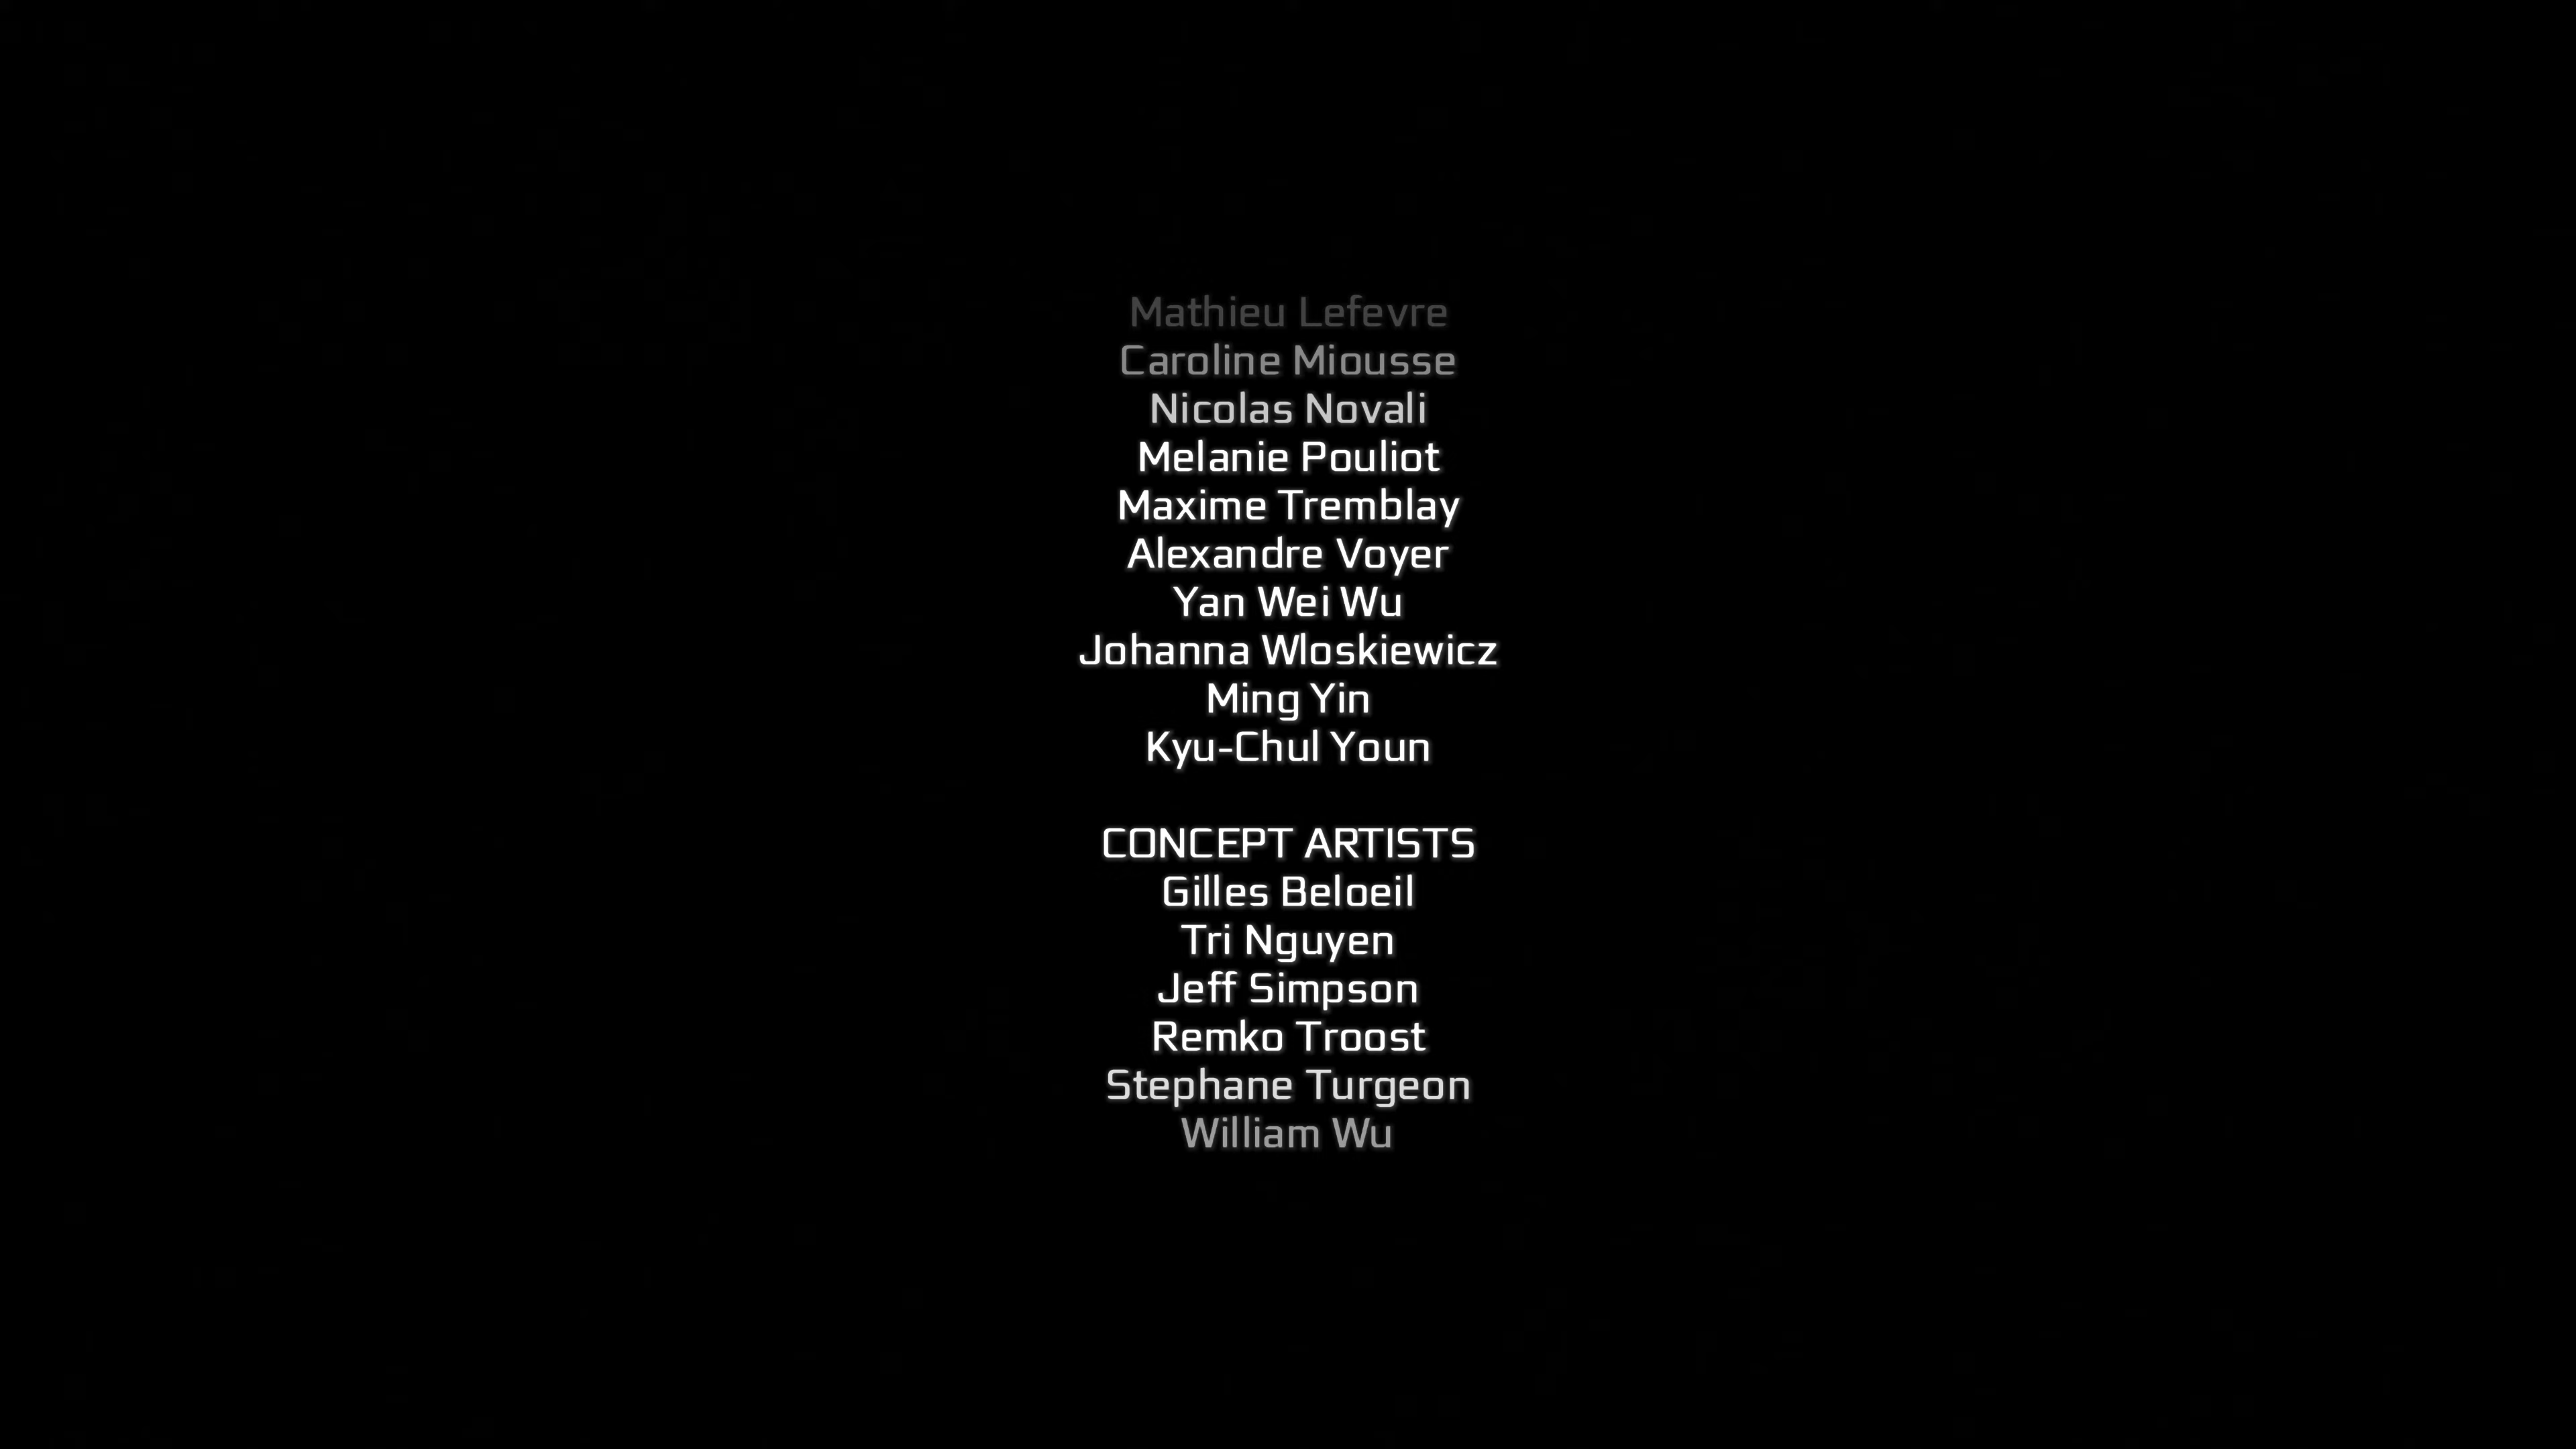 Mathieu Lefevre
Caroline Miousse
Nicolas Novali
Melanie Pouliot
Maxime Tremblay
Alexandre Voyer
Yan Wei Wu
Johanna Wloskiewicz
Ming Yin
Kyu-Chul Youn
CONCEPT ARTISTS
Gilles Beloeil
Tri Nguyen
Jeff Simpson
Remko Troost
Stephane Turgeon
William Wu